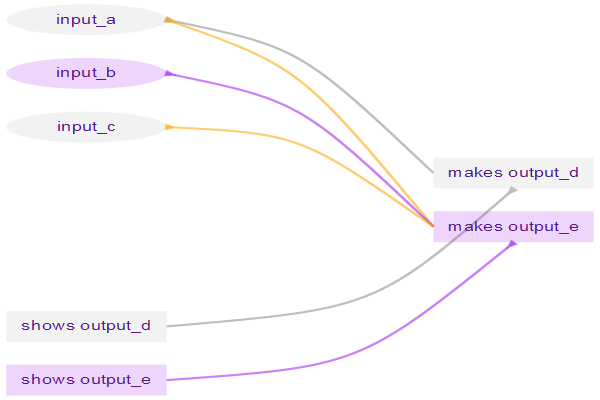 input_a
input_b
input_c
makes output_d
makes output_e
shows output_d
shows output_e